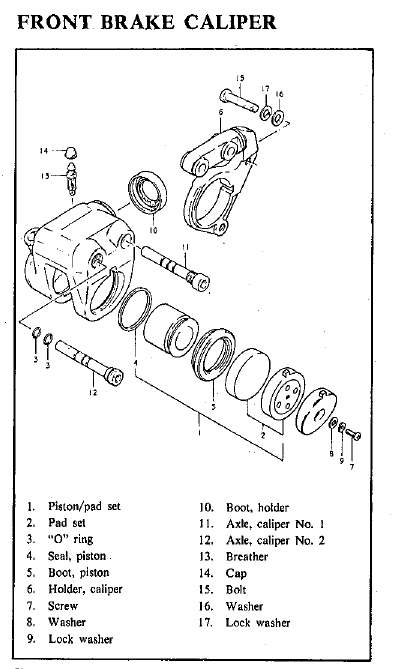 FRONT BRAKE CALIPER
15
17
16
6
14
13
10
11
3
3
4
12
5
2
1
8
9
7
1. Piston/pad set
2. Pad set
3. “O” ring
4. Seal, piston
5. Boot, piston
6. Holder, caliper
7. Screw
8. Washer
9. Lock washer
10. Boot, holder
11. Axle, caliper No. 1
12. Axle, caliper No. 2
13. Breather
14. Cap
15. Bolt
16. Washer
17. Lock washer